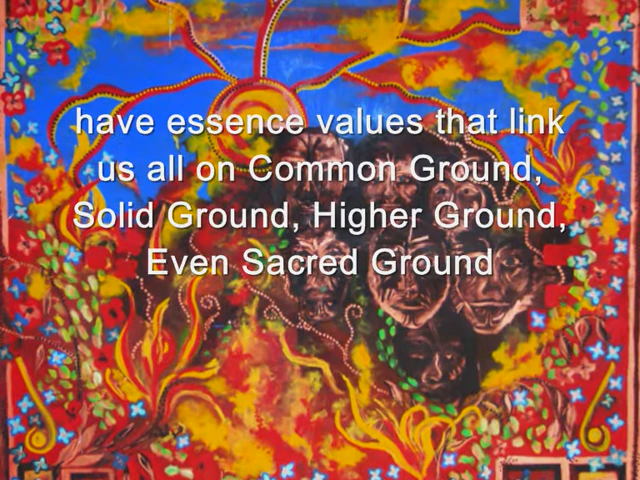 have essence values that link
us all on Common Ground,
Solid Ground, Higher Ground,
Even Sacred Ground